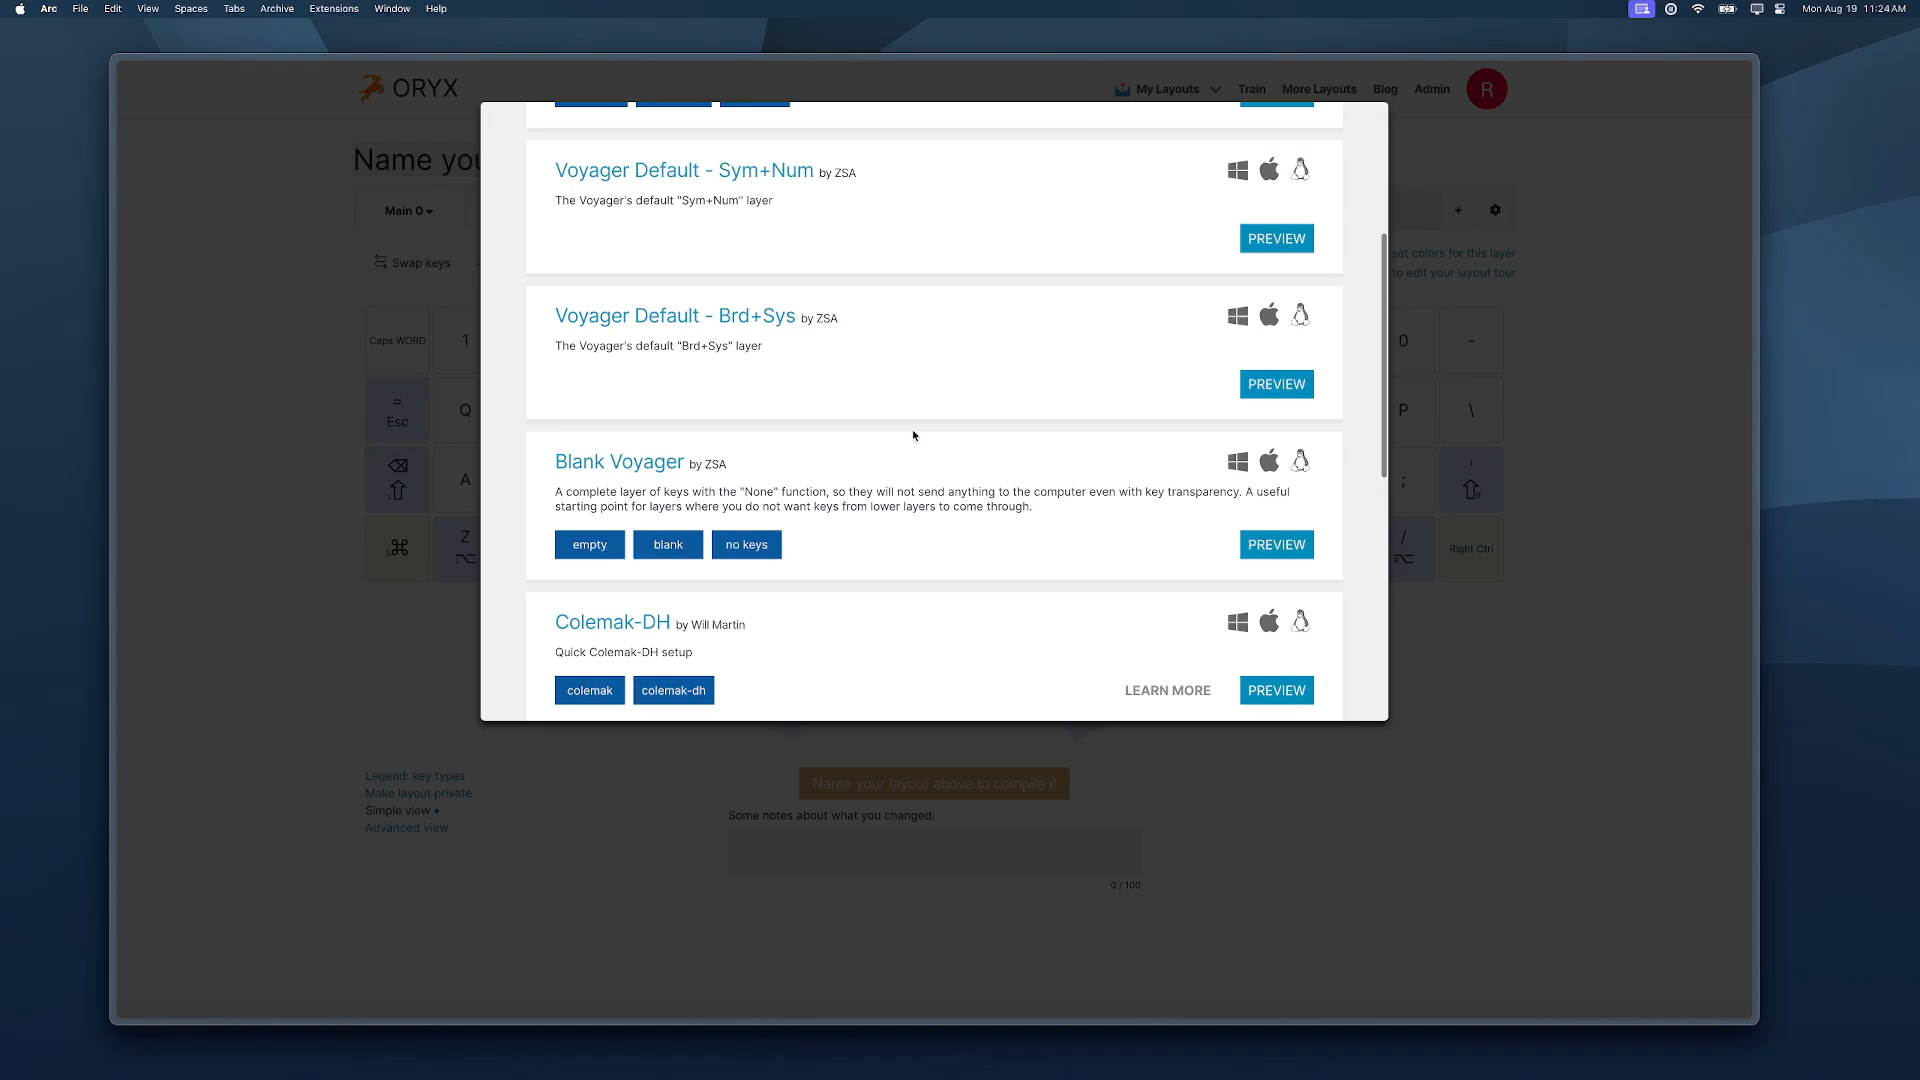 Arc File Edit View Spaces Tabs Archive Extensions Window Help
Mon Aug 19 11:24 AM
ORYX
My Layouts
Train
More Layouts
Blog
Admin
R
Name you
Main 0
+
Swap keys
set colors for this layer
to edit your layout tour
Voyager Default - Sym+Num by ZSA
The Voyager's default "Sym+Num" layer
PREVIEW
Voyager Default - Brd+Sys by ZSA
The Voyager's default "Brd+Sys" layer
PREVIEW
Blank Voyager by ZSA
A complete layer of keys with the "None" function, so they will not send anything to the computer even with key transparency. A useful
starting point for layers where you do not want keys from lower layers to come through.
empty
blank
no keys
PREVIEW
Colemak-DH by Will Martin
Quick Colemak-DH setup
colemak
colemak-dh
LEARN MORE
PREVIEW
Caps WORD
1
0
-
=
Esc
Q
P
\
A
;
'
L
Z
/
Right Ctrl
Legend: key types
Make layout private
Simple view •
Advanced view
Name your layout above to compile it
Some notes about what you changed:
0 / 100